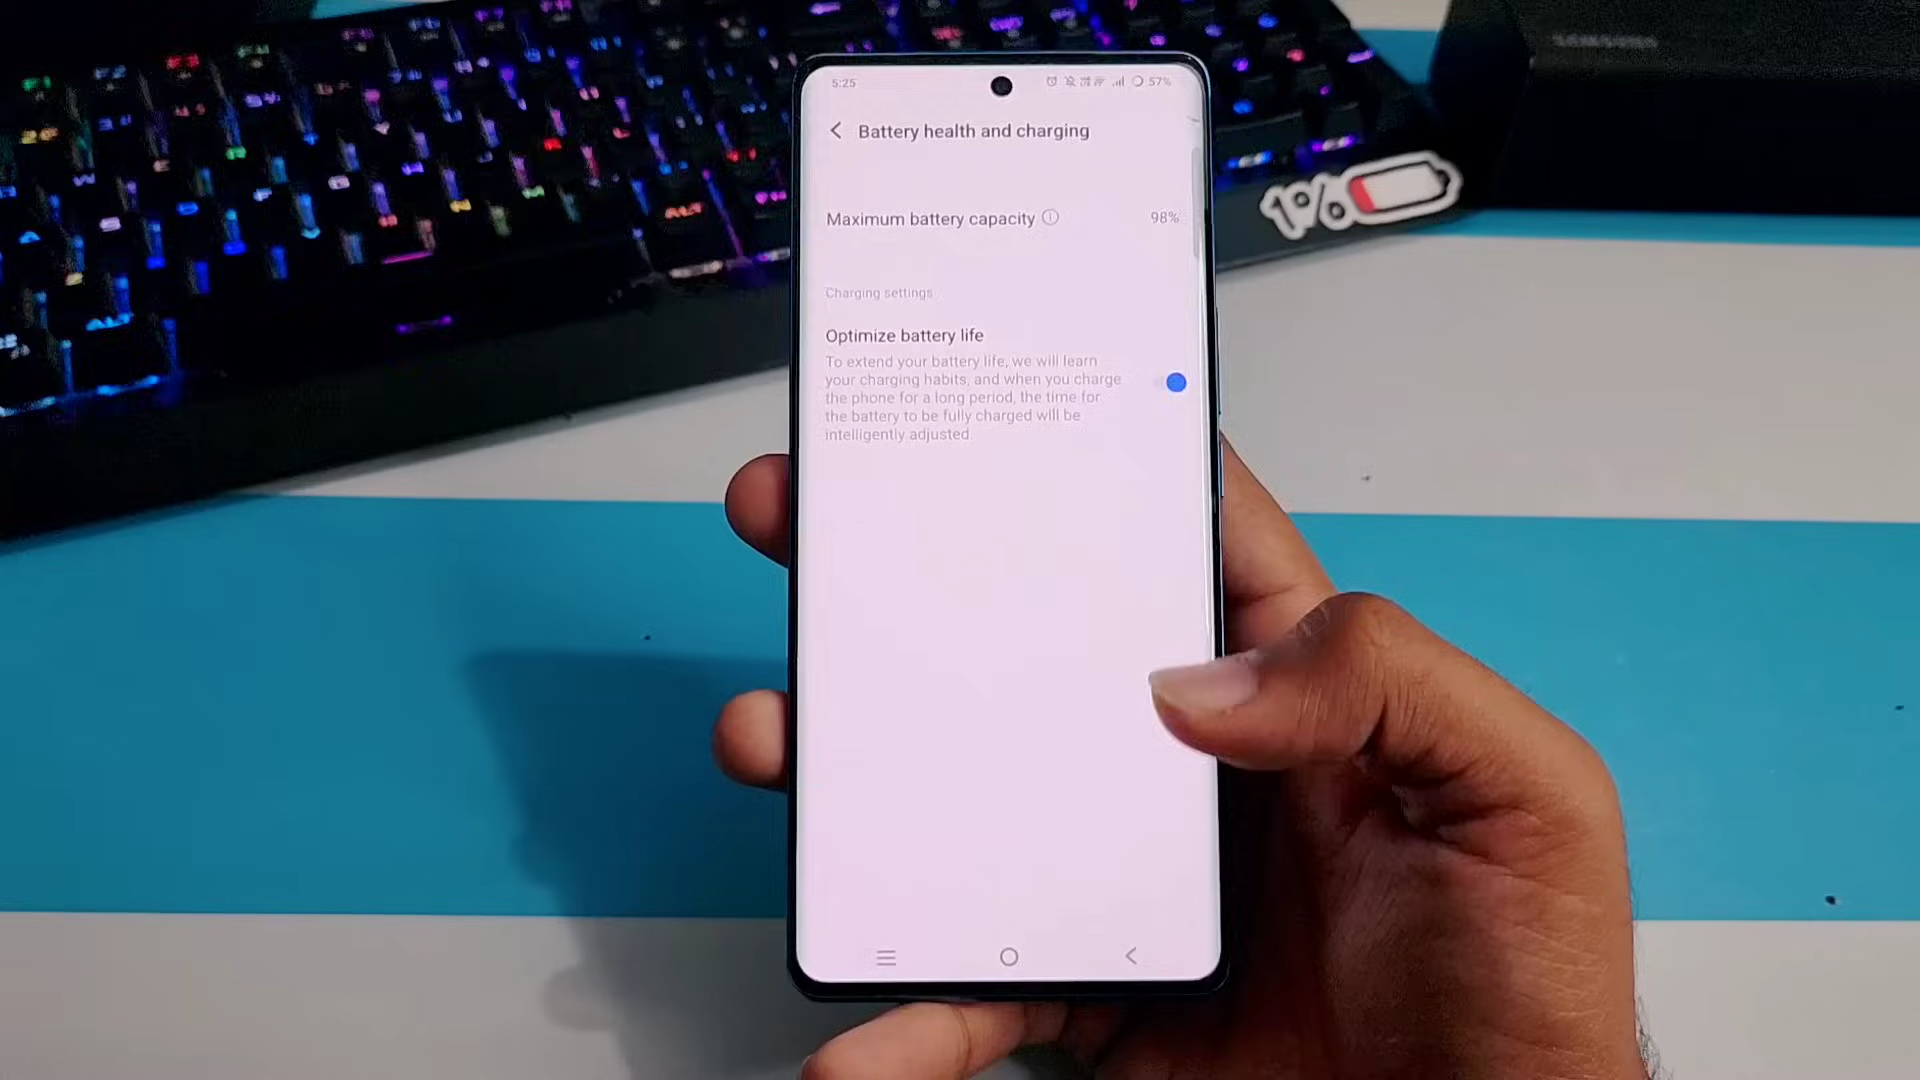 5:25
57%
Battery health and charging
Maximum battery capacity
98%
Charging settings
Optimize battery life
To extend your battery life, we will learn
your charging habits, and when you charge
the phone for a long period, the time for
the battery to be fully charged will be
intelligently adjusted.
1%
ALT